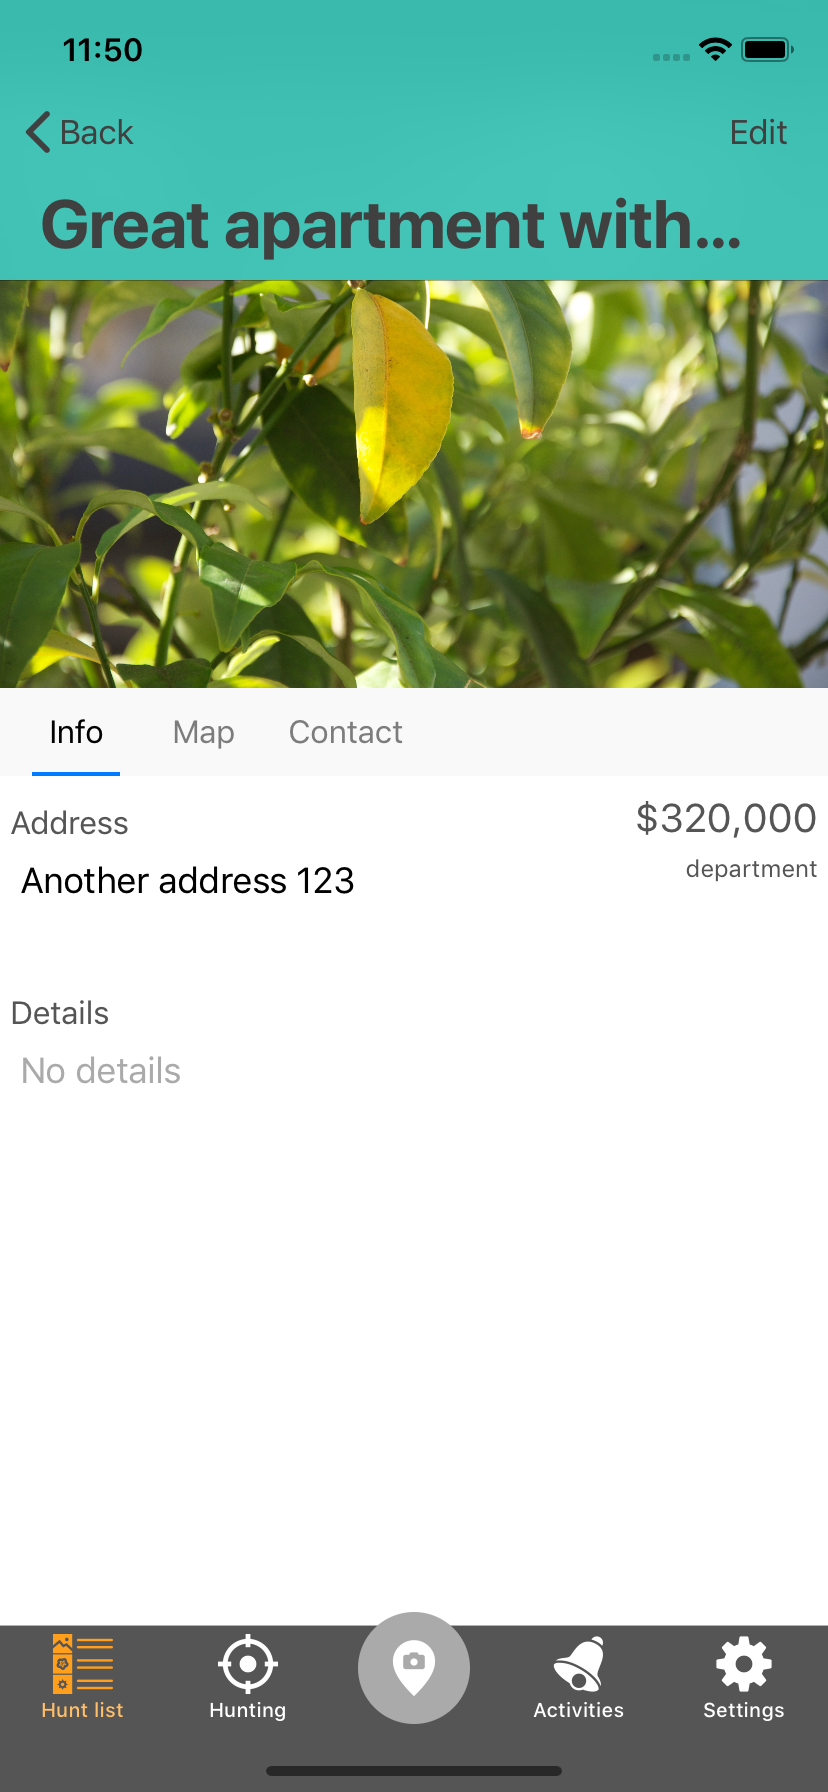 11:50
Back
Edit
Great apartment with...
Info Map Contact
Address
$320,000
Another address 123
department
Details
No details
Hunt list
Hunting
Activities
Settings